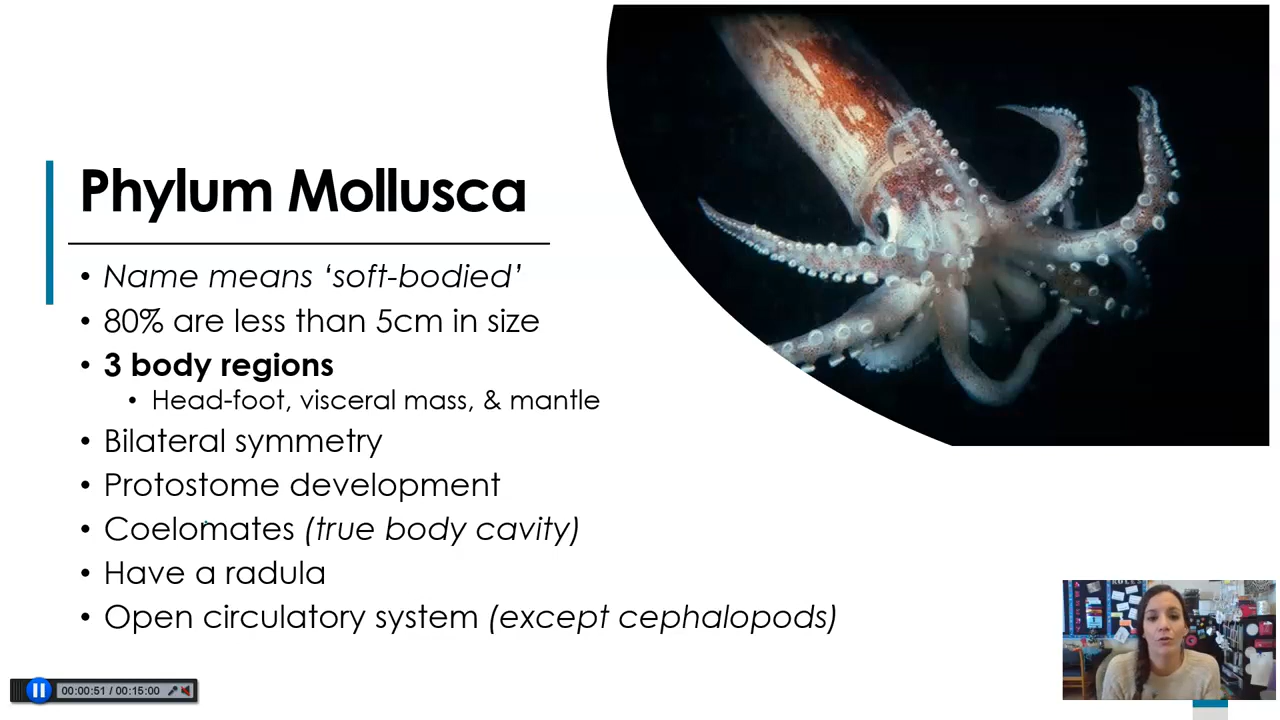 Phylum Mollusca
• Name means ‘soft-bodied’
• 80% are less than 5cm in size
• 3 body regions
• Head-foot, visceral mass, & mantle
• Bilateral symmetry
• Protostome development
• Coelomates (true body cavity)
• Have a radula
• Open circulatory system (except cephalopods)
00:00:51 / 00:15:00